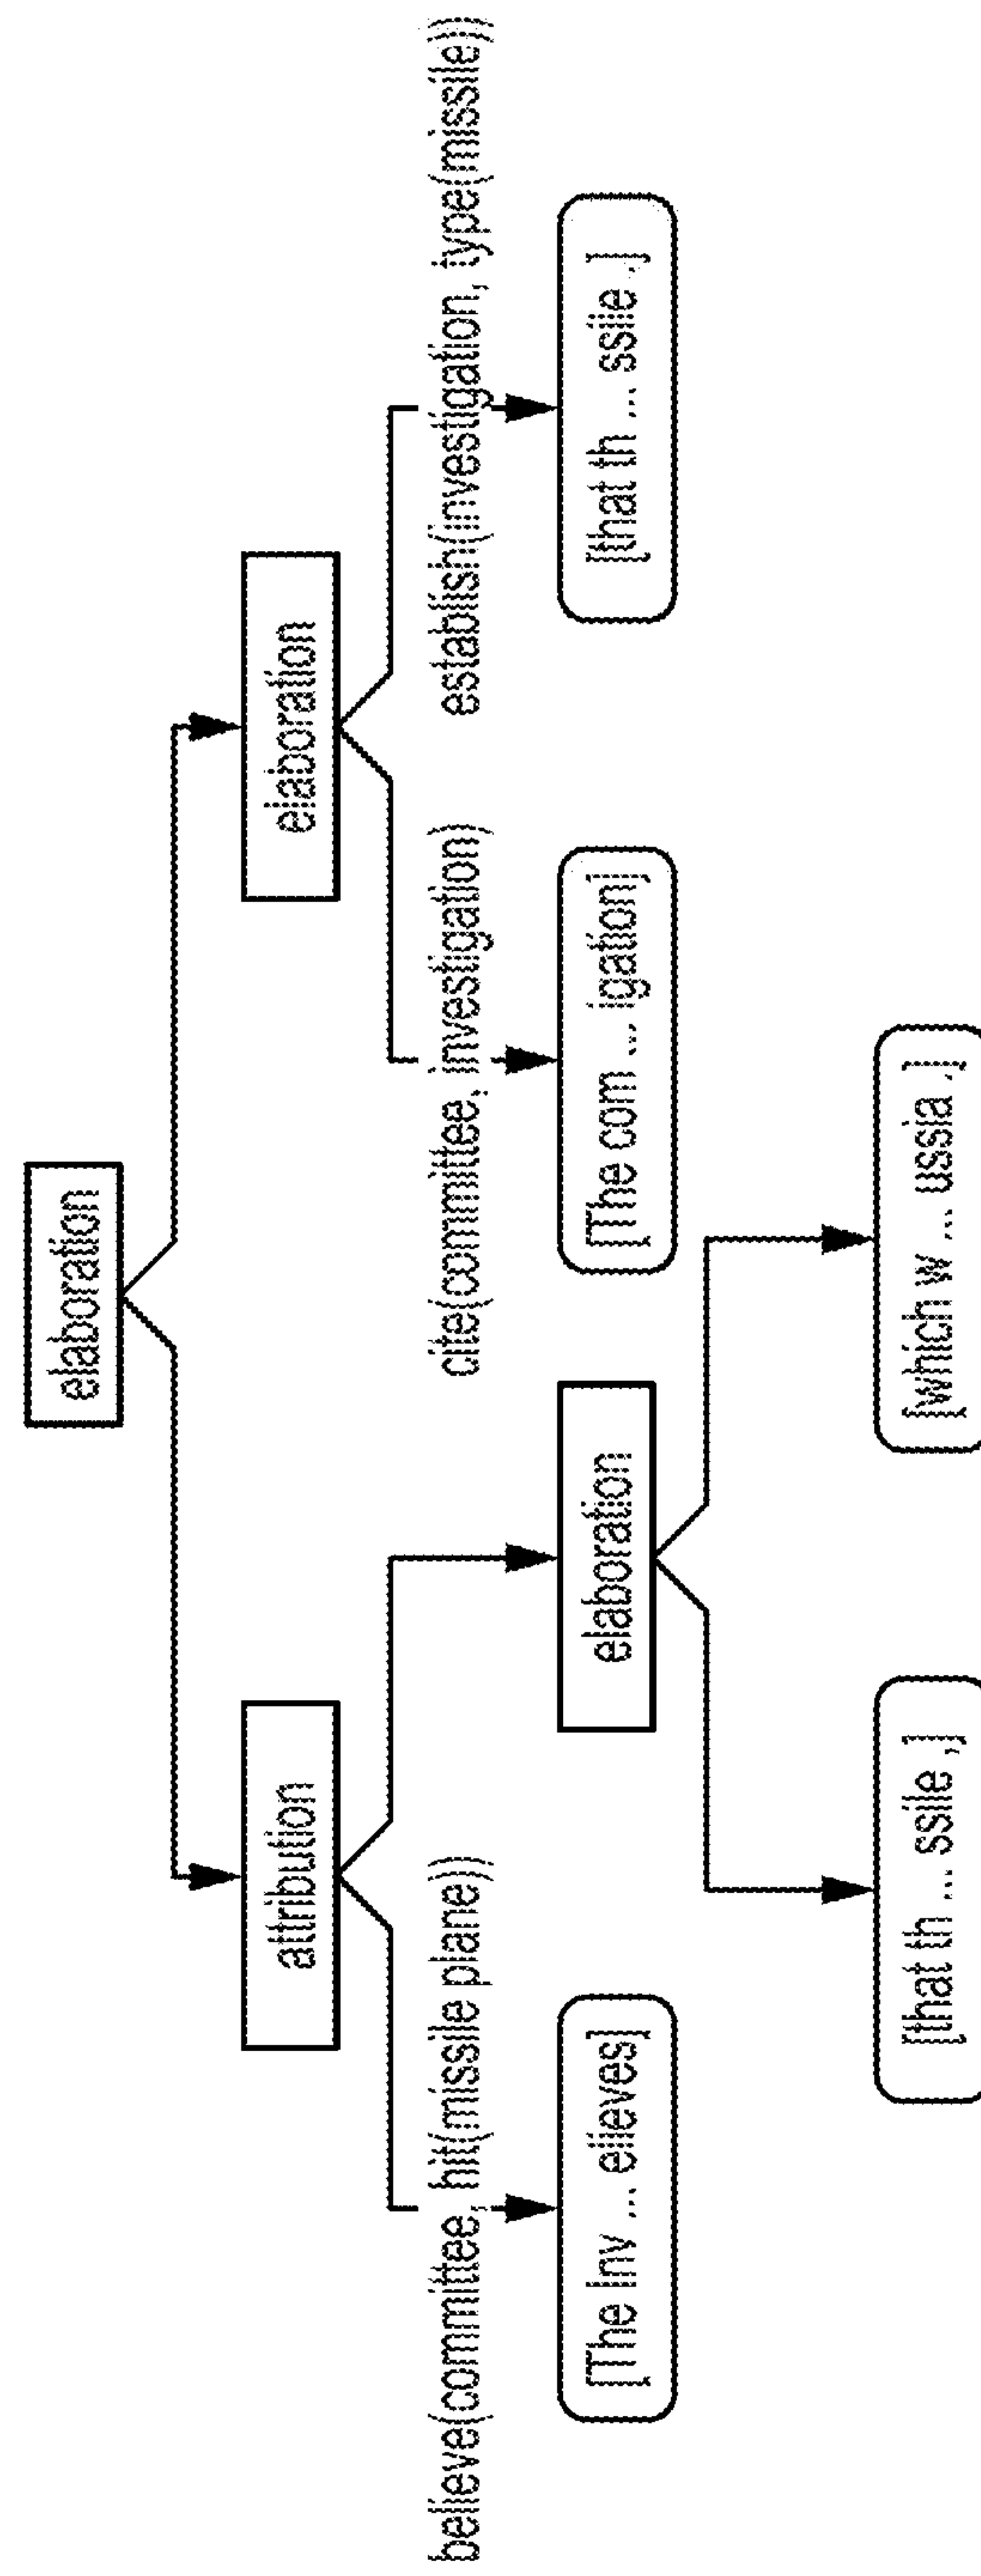 elaboration
attribution
elaboration
believe(committee, hit(missile plane))
cite(committee, investigation)
establish(investigation, type(missile))
[The Inv ... elieves]
elaboration
[The com ... igation]
[that th ... ssile ,]
[that th ... ssile ,]
[which w ... ussia ,]